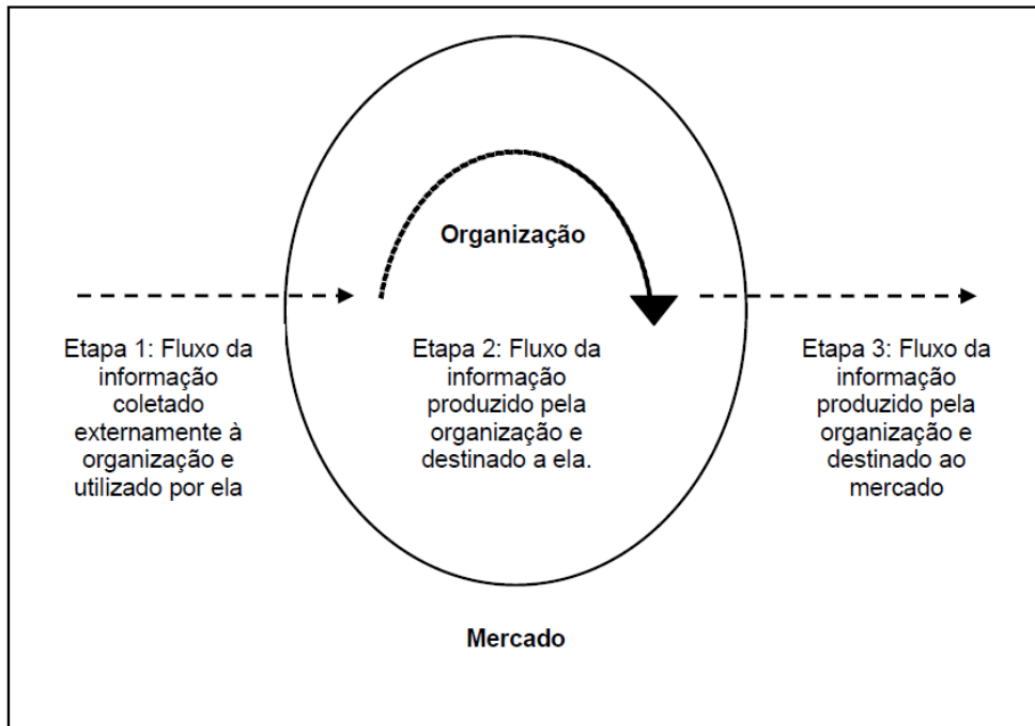 Organização
Etapa 1: Fluxo da
informação
coletado
externamente à
organização e
utilizado por ela
Etapa 2: Fluxo da
informação
produzido pela
organização e
destinado a ela.
Etapa 3: Fluxo da
informação
produzido pela
organização e
destinado ao
mercado
Mercado